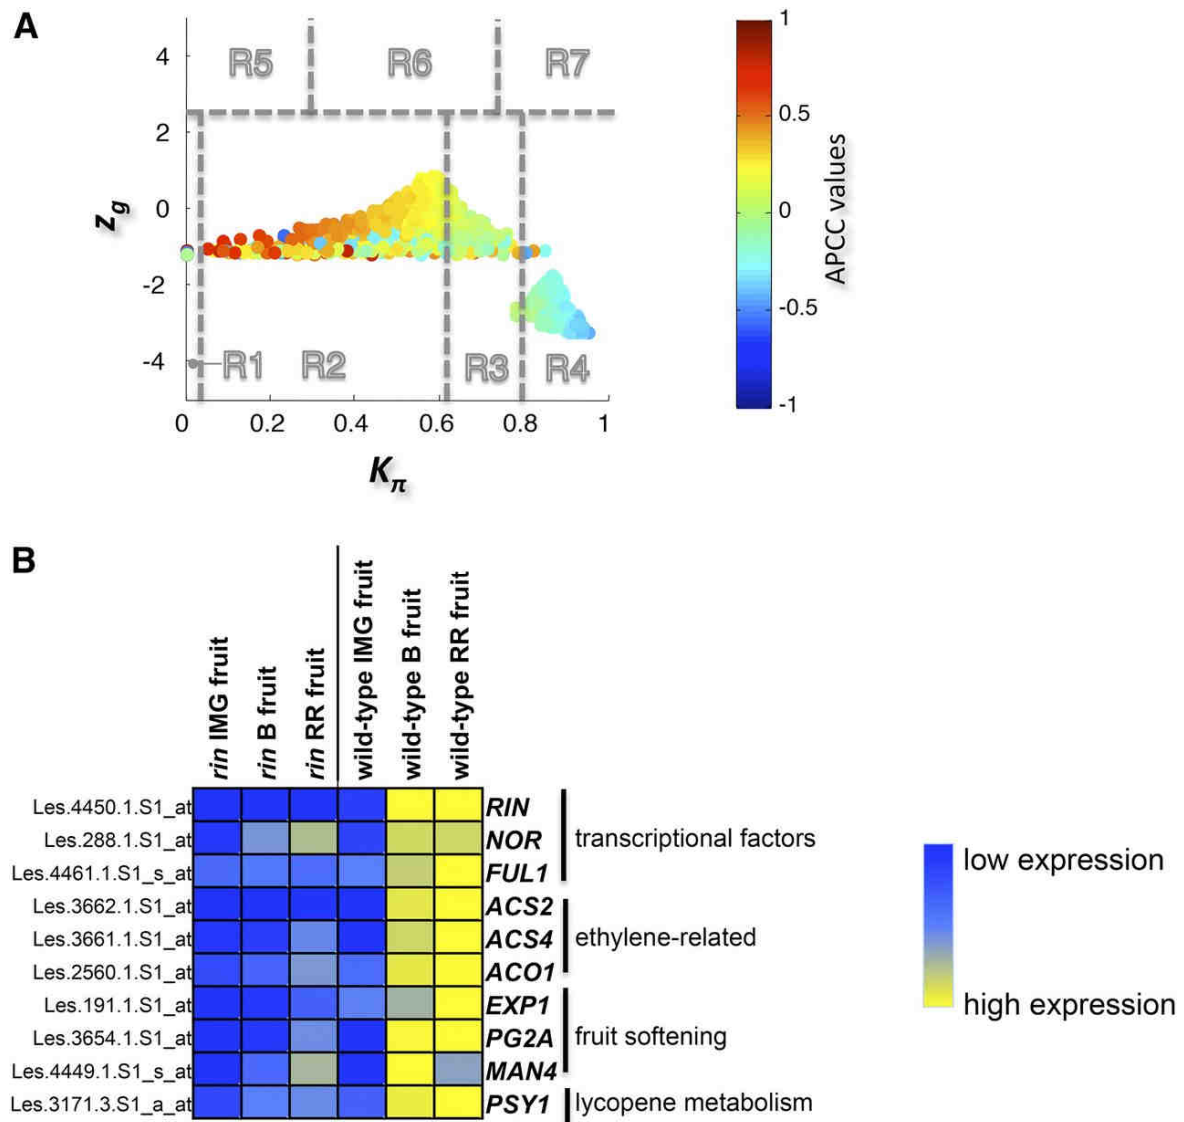 A
R5 R6 R7
4
2
0
-2
-4
z_g
R1 R2 R3 R4
0 0.2 0.4 0.6 0.8 1
K_π
1
0.5
0
-0.5
-1
APCC values
B
rin IMG fruit
rin B fruit
rin RR fruit
wild-type IMG fruit
wild-type B fruit
wild-type RR fruit
Les.4450.1.S1_at RIN
Les.288.1.S1_at NOR
Les.4461.1.S1_s_at FUL1
transcriptional factors
Les.3662.1.S1_at ACS2
Les.3661.1.S1_at ACS4
Les.2560.1.S1_at ACO1
ethylene-related
Les.191.1.S1_at EXP1
Les.3654.1.S1_at PG2A
Les.4449.1.S1_s_at MAN4
fruit softening
Les.3171.3.S1_a_at PSY1
lycopene metabolism
low expression
high expression